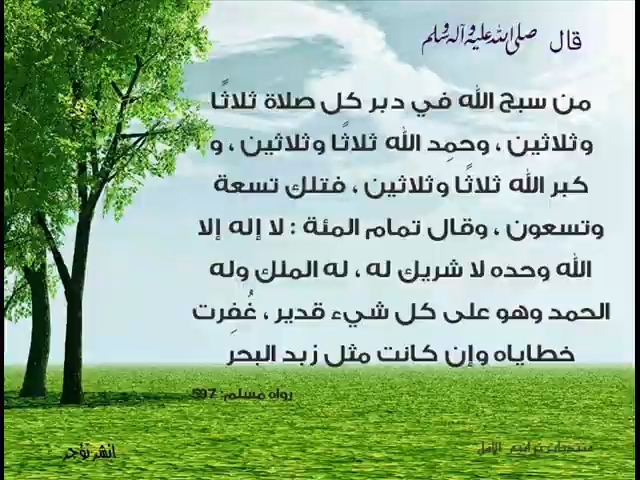 قال صلى الله عليه وآله وسلم
من سبح الله في دبر كل صلاة ثلاثًا
وثلاثين ، وحمِد الله ثلاثًا وثلاثين ، و
كبر الله ثلاثًا وثلاثين ، فتلك تسعة
وتسعون ، وقال تمام المئة : لا إله إلا
الله وحده لا شريك له ، له الملك وله
الحمد وهو على كل شيء قدير ، غُفِرت
خطاياه وإن كانت مثل زبد البحر
رواه مسلم: 597
انشر تؤجر